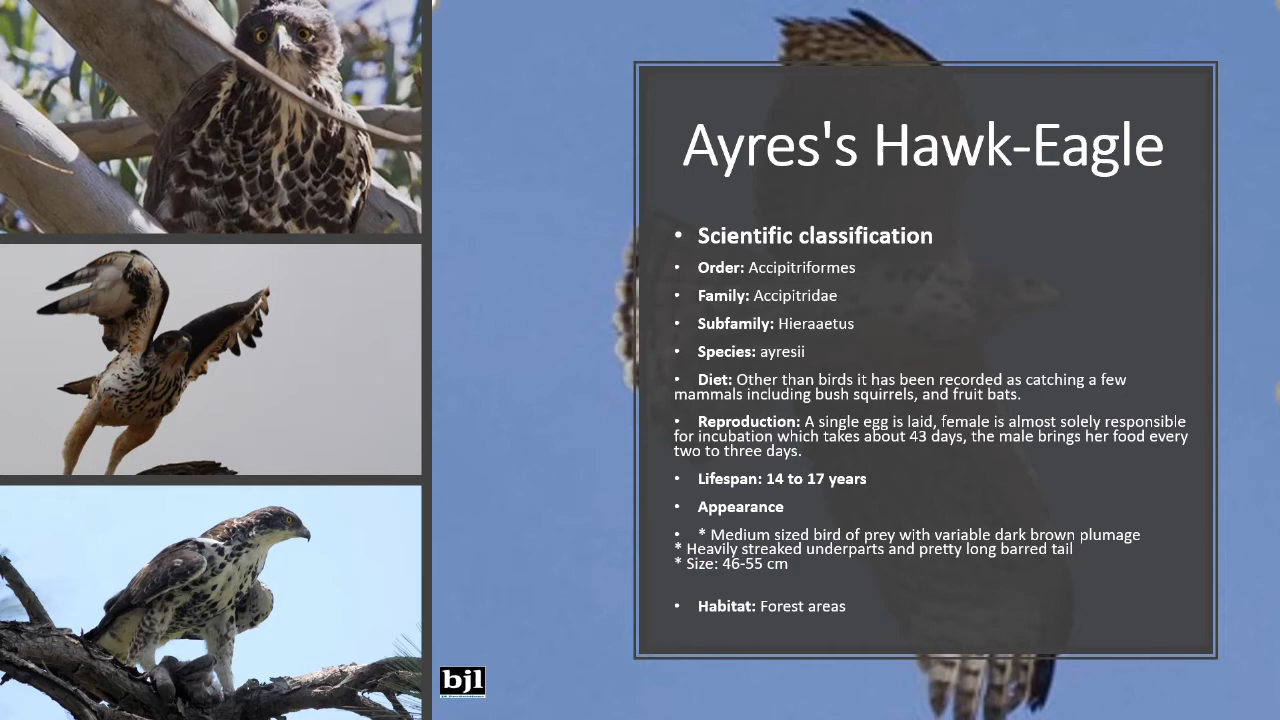 Ayres's Hawk-Eagle
• Scientific classification
• Order: Accipitriformes
• Family: Accipitridae
• Subfamily: Hieraaetus
• Species: ayresii
• Diet: Other than birds it has been recorded as catching a few
mammals including bush squirrels, and fruit bats.
• Reproduction: A single egg is laid, female is almost solely responsible
for incubation which takes about 43 days, the male brings her food every
two to three days.
• Lifespan: 14 to 17 years
• Appearance
• * Medium sized bird of prey with variable dark brown plumage
* Heavily streaked underparts and pretty long barred tail
* Size: 46-55 cm
• Habitat: Forest areas
bjl